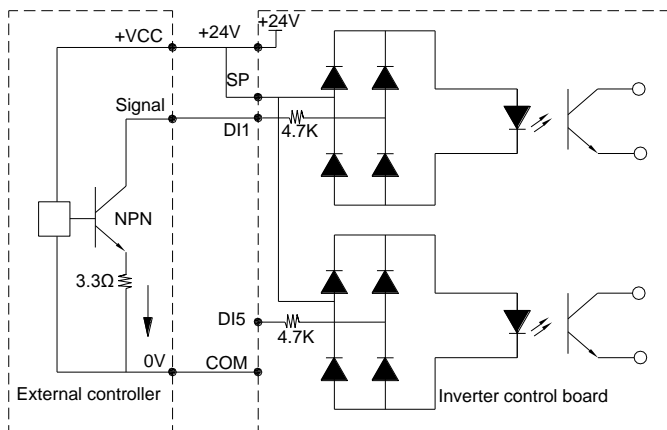 +24V
+VCC
+24V
SP
Signal
DI1
4.7K
NPN
3.3Ω
DI5
4.7K
0V
COM
External controller
Inverter control board